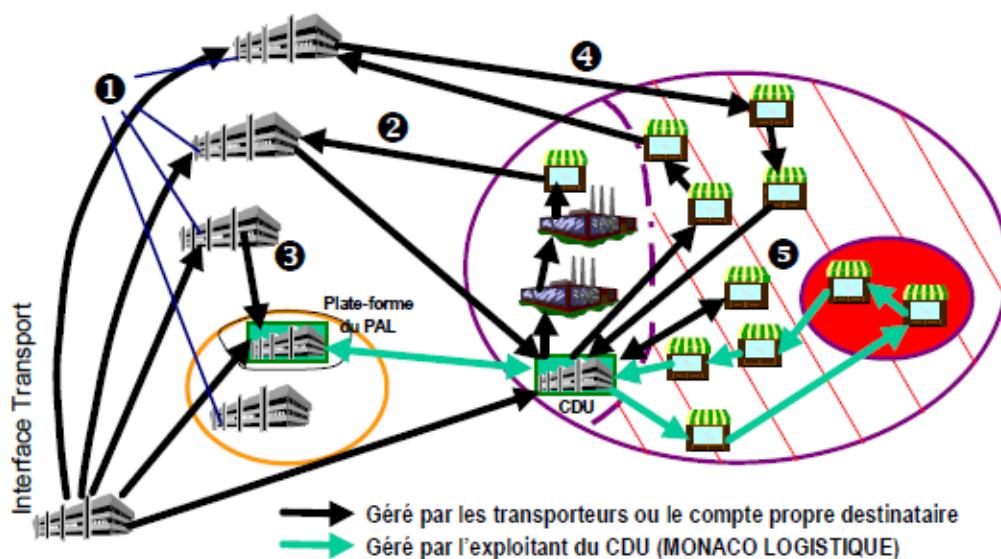 ❶
❹
❷
❸
❺
Plate-forme
du PAL
CDU
Interface Transport
Géré par les transporteurs ou le compte propre destinataire
Géré par l'exploitant du CDU (MONACO LOGISTIQUE)